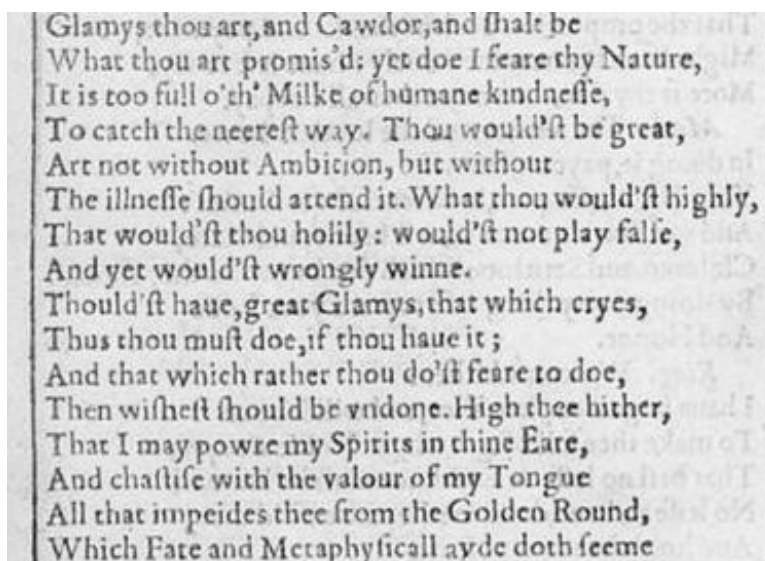 Glamys thou art, and Cawdor, and ſhalt be
What thou art promis'd: yet doe I feare thy Nature,
It is too full o'th' Milke of humane kindneſſe,
To catch the neereſt way. Thou would'ſt be great,
Art not without Ambition, but without
The illneſſe ſhould attend it. What thou would'ſt highly,
That would'ſt thou holily: would'ſt not play falſe,
And yet would'ſt wrongly winne.
Thould'ſt haue, great Glamys, that which cryes,
Thus thou muſt doe, if thou haue it;
And that which rather thou do'ſt feare to doe,
Then wiſheſt ſhould be vndone. High thee hither,
That I may powre my Spirits in thine Eare,
And chaſtiſe with the valour of my Tongue
All that impeides thee from the Golden Round,
Which Fate and Metaphyſicall ayde doth ſeeme